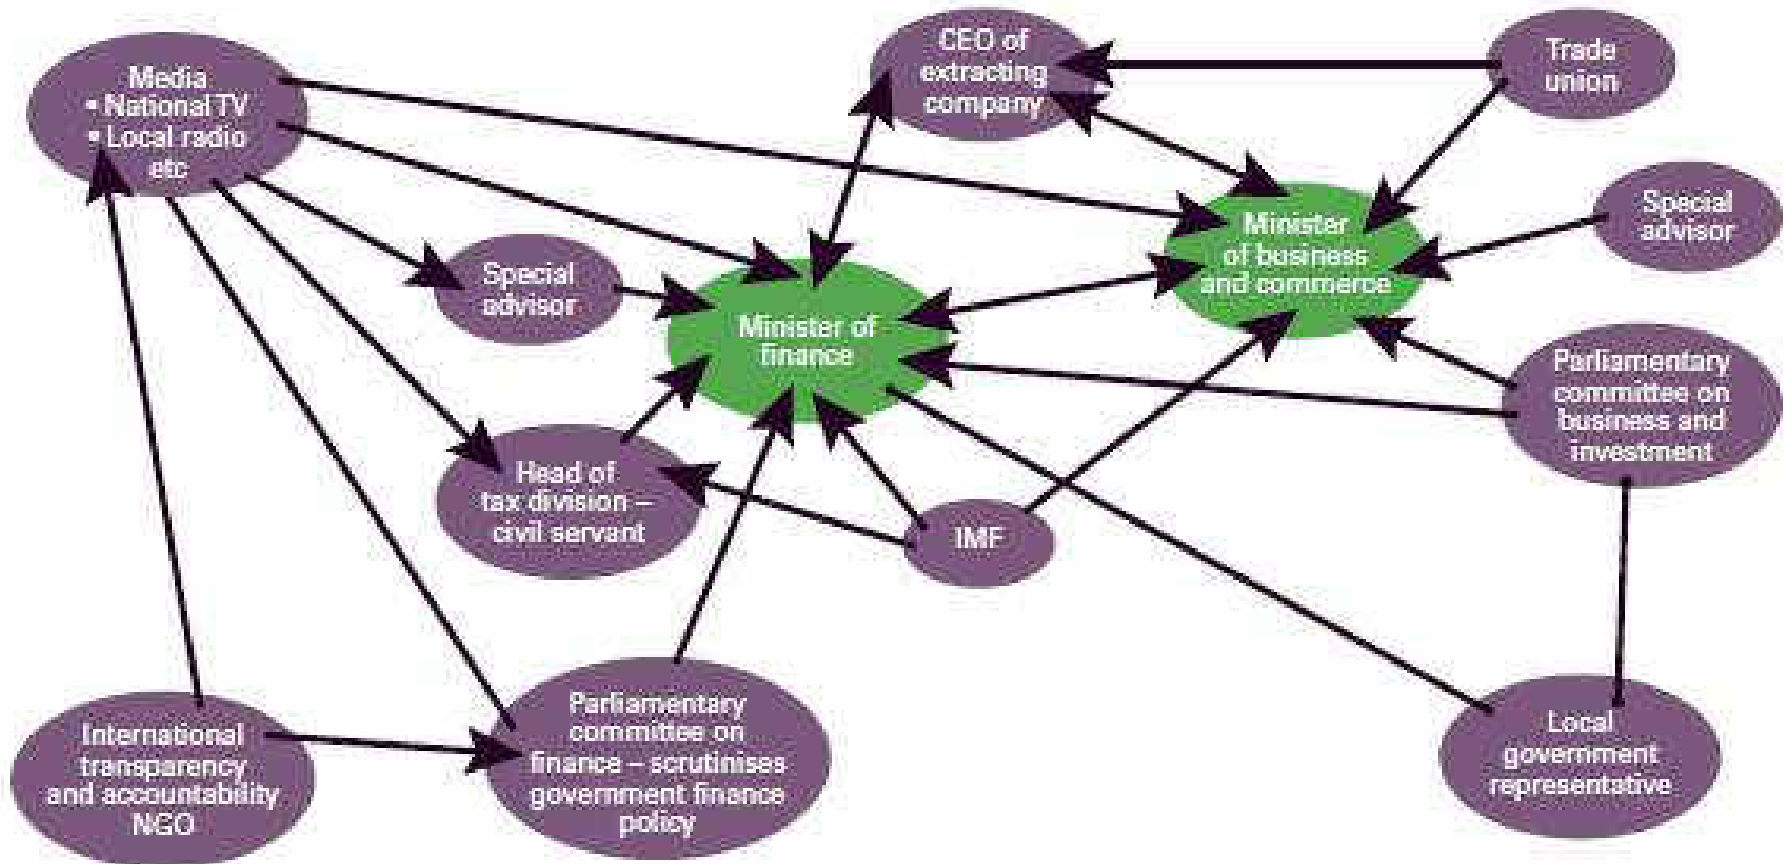 Media
• National TV
• Local radio
etc
CEO of
extracting
company
Trade
union
Special
advisor
Minister
of business
and commerce
Special
advisor
Minister of
finance
Parliamentary
committee on
business and
investment
Head of
tax division –
civil servant
IMF
International
transparency
and accountability
NGO
Parliamentary
committee on
finance – scrutinises
government finance
policy
Local
government
representative